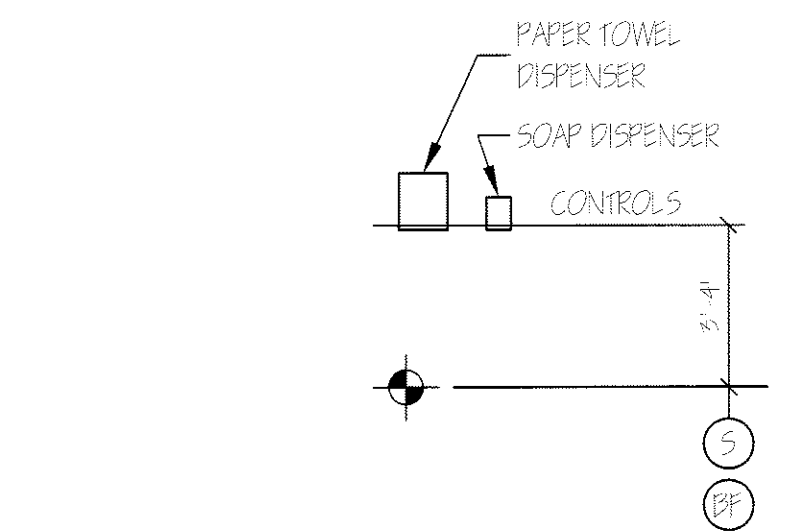 PAPER TOWEL
DISPENSER
SOAP DISPENSER
CONTROLS
3'-4"
S
BF